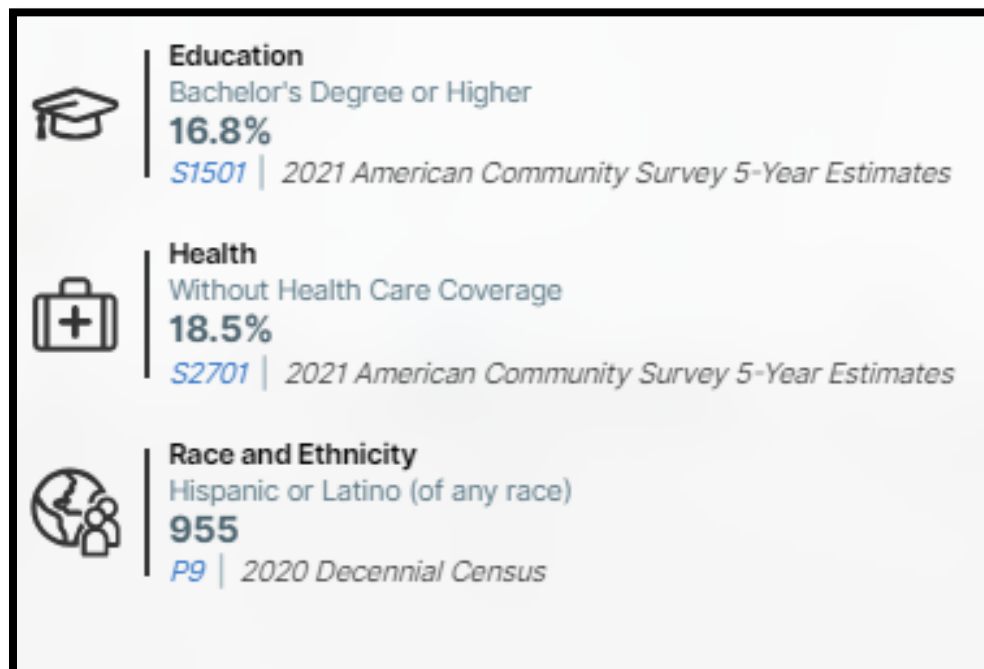 Education
Bachelor's Degree or Higher
16.8%
S1501 | 2021 American Community Survey 5-Year Estimates
Health
Without Health Care Coverage
18.5%
S2701 | 2021 American Community Survey 5-Year Estimates
Race and Ethnicity
Hispanic or Latino (of any race)
955
P9 | 2020 Decennial Census